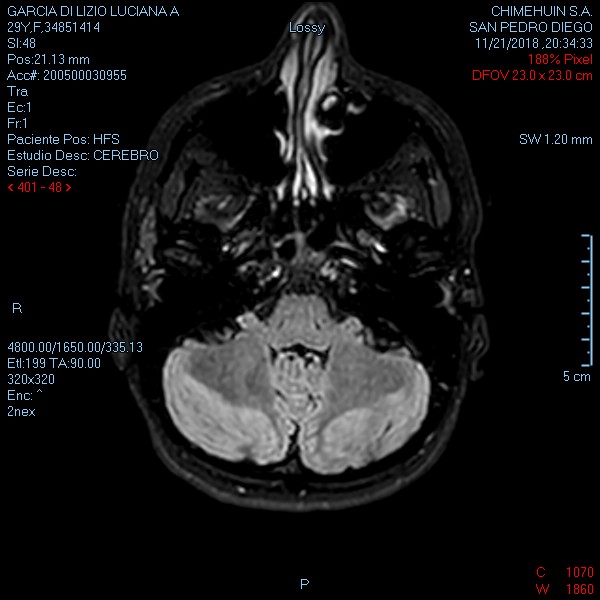 GARCIA DI LIZIO LUCIANA A
29Y,F,34851414
Sl:48
Pos:21.13 mm
Acc#: 200500030955
Tra
Ec:1
Fr:1
Paciente Pos: HFS
Estudio Desc: CEREBRO
Serie Desc:
< 401 - 48 >
Lossy
CHIMEHUIN S.A.
SAN PEDRO DIEGO
11/21/2018 ,20:34:33
188% Pixel
DFOV 23.0 x 23.0 cm
SW 1.20 mm
R
4800.00/1650.00/335.13
Etl:199 TA:90.00
320x320
Enc: ^
2nex
5 cm
P
C 1070
W 1860